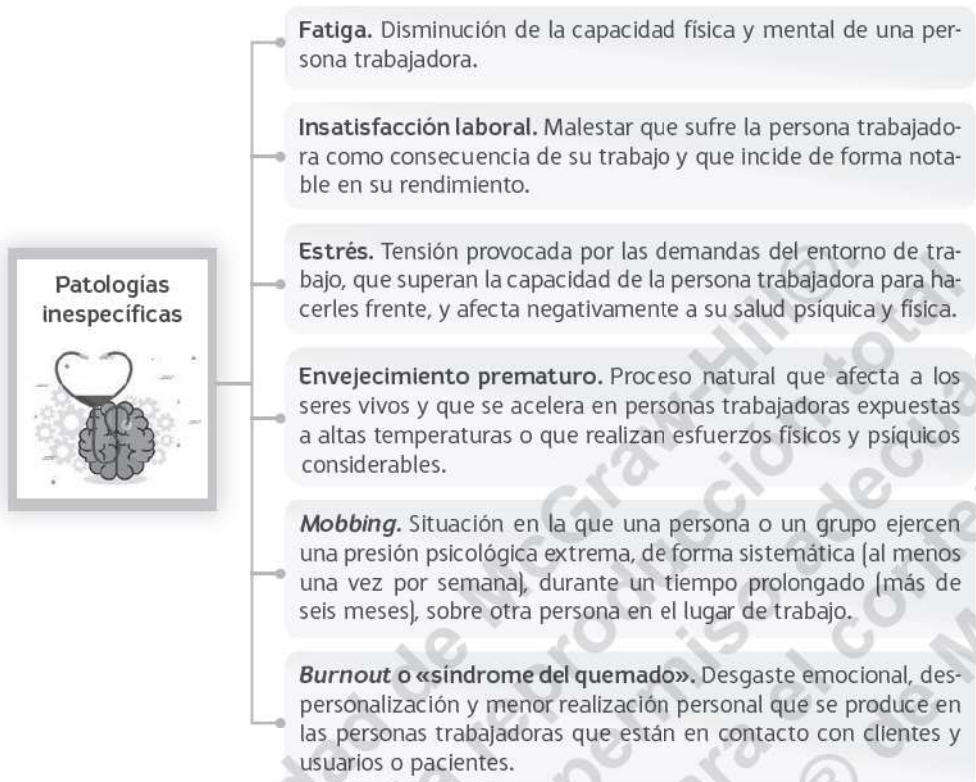 Fatiga. Disminución de la capacidad física y mental de una per-
sona trabajadora.
Insatisfacción laboral. Malestar que sufre la persona trabajado-
ra como consecuencia de su trabajo y que incide de forma nota-
ble en su rendimiento.
Estrés. Tensión provocada por las demandas del entorno de tra-
bajo, que superan la capacidad de la persona trabajadora para ha-
cerles frente, y afecta negativamente a su salud psíquica y física.
Patologías
inespecíficas
Envejecimiento prematuro. Proceso natural que afecta a los
seres vivos y que se acelera en personas trabajadoras expuestas
a altas temperaturas o que realizan esfuerzos físicos y psíquicos
considerables.
Mobbing. Situación en la que una persona o un grupo ejercen
una presión psicológica extrema, de forma sistemática (al menos
una vez por semana), durante un tiempo prolongado (más de
seis meses), sobre otra persona en el lugar de trabajo.
Burnout o «síndrome del quemado». Desgaste emocional, des-
personalización y menor realización personal que se produce en
las personas trabajadoras que están en contacto con clientes y
usuarios o pacientes.